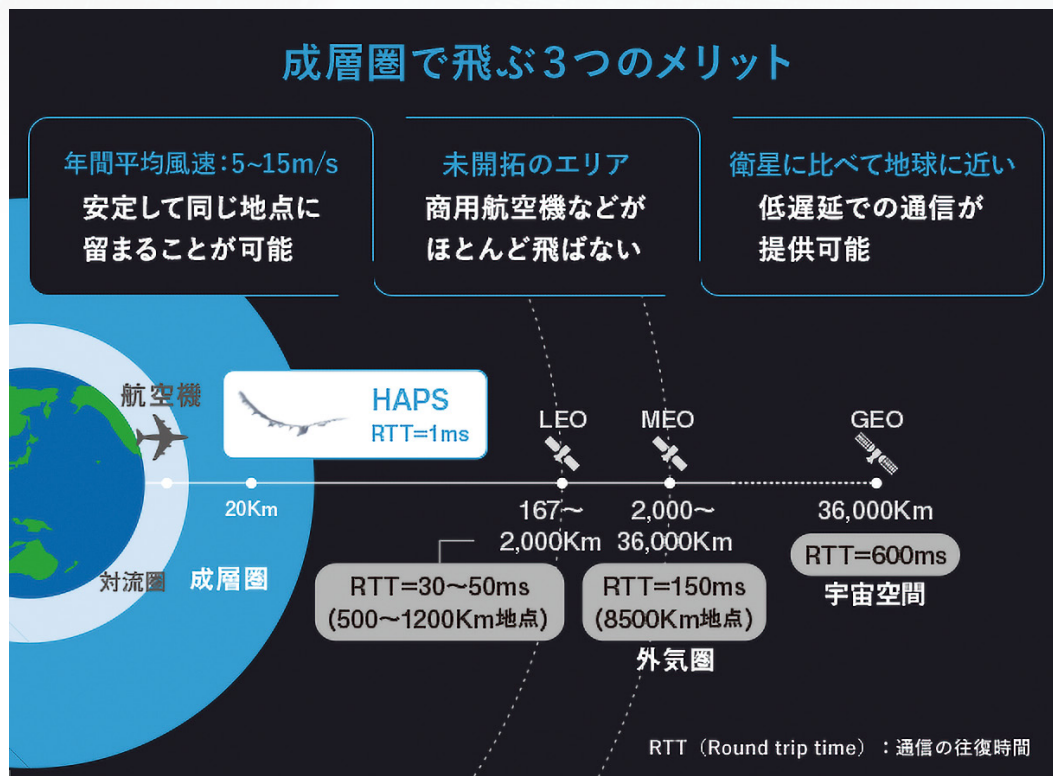 成層圏で飛ぶ3つのメリット
年間平均風速:5~15m/s
安定して同じ地点に
留まることが可能
未開拓のエリア
商用航空機などが
ほとんど飛ばない
衛星に比べて地球に近い
低遅延での通信が
提供可能
航空機
HAPS
RTT=1ms
LEO
MEO
GEO
20Km
167〜
2,000Km
2,000〜
36,000Km
36,000Km
RTT=600ms
宇宙空間
対流圏
成層圏
RTT=30〜50ms
(500〜1200Km地点)
RTT=150ms
(8500Km地点)
外気圏
RTT(Round trip time):通信の往復時間